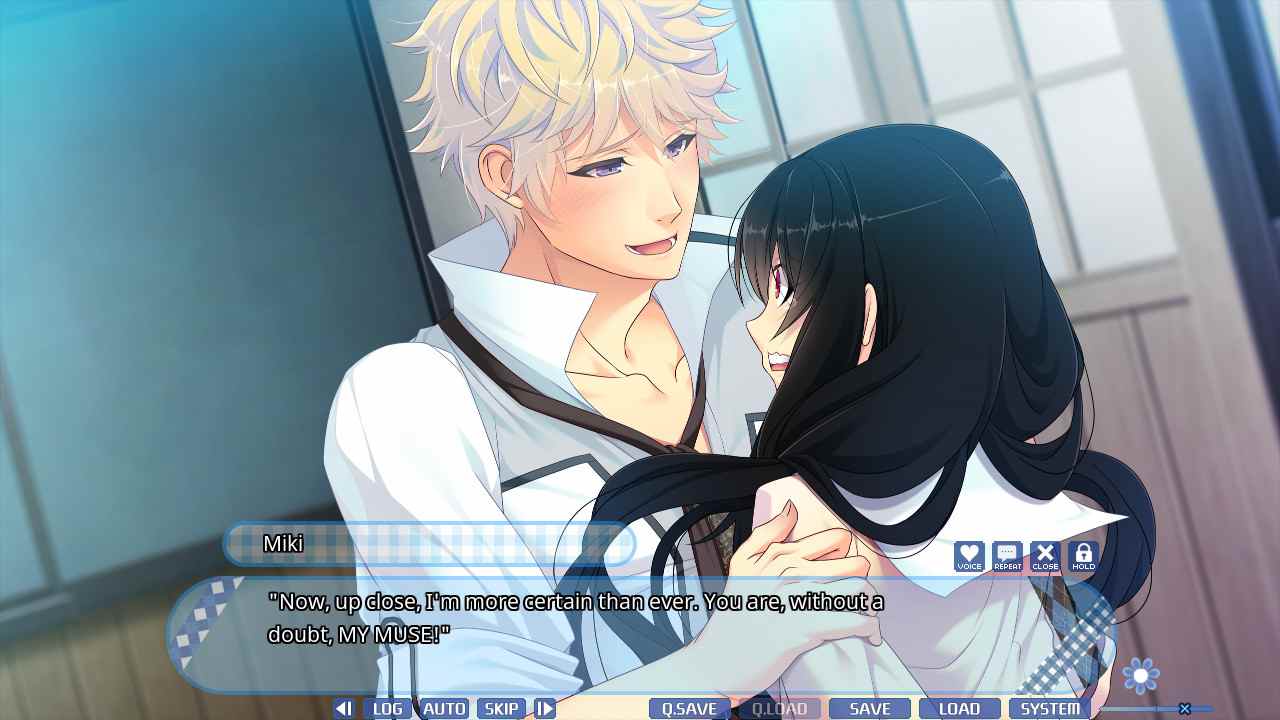 Miki
VOICE REPEAT CLOSE HOLD
"Now, up close, I'm more certain than ever. You are, without a
doubt, MY MUSE!"
LOG AUTO SKIP Q.SAVE Q.LOAD SAVE LOAD SYSTEM